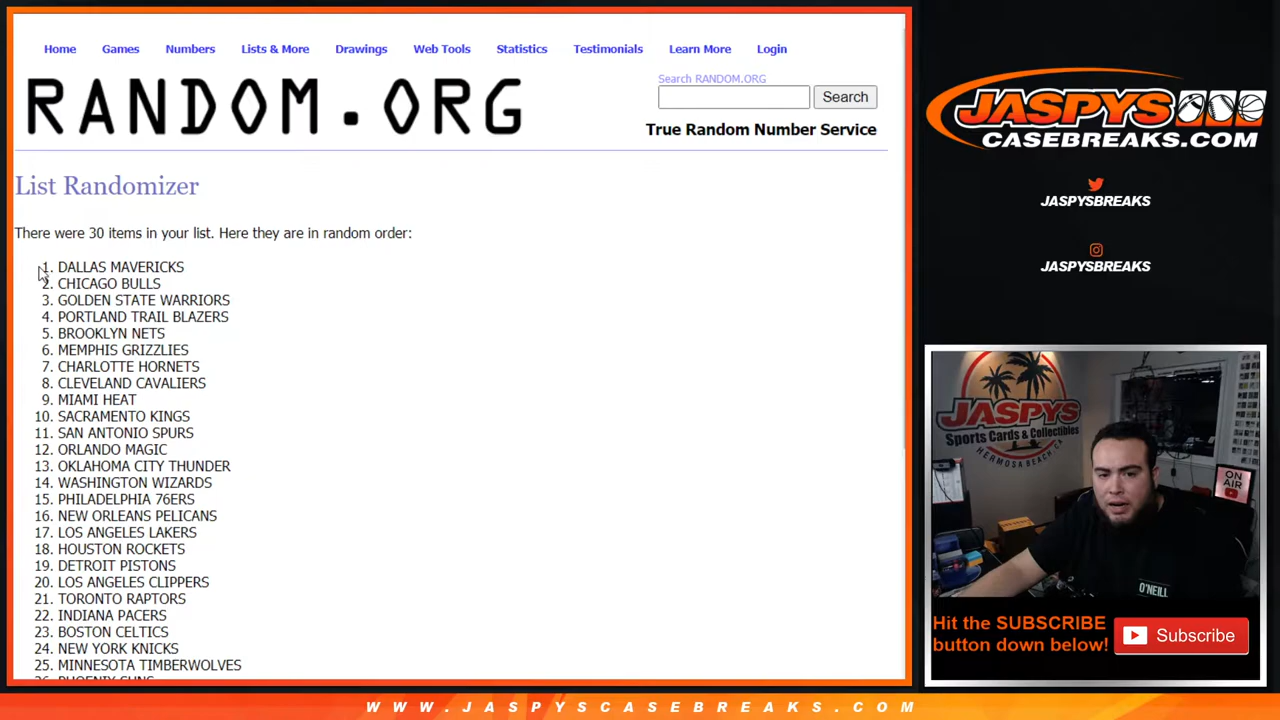 Home Games Numbers Lists & More Drawings Web Tools Statistics Testimonials Learn More Login
RANDOM.ORG
Search RANDOM.ORG
Search
True Random Number Service
List Randomizer
There were 30 items in your list. Here they are in random order:
1. DALLAS MAVERICKS
2. CHICAGO BULLS
3. GOLDEN STATE WARRIORS
4. PORTLAND TRAIL BLAZERS
5. BROOKLYN NETS
6. MEMPHIS GRIZZLIES
7. CHARLOTTE HORNETS
8. CLEVELAND CAVALIERS
9. MIAMI HEAT
10. SACRAMENTO KINGS
11. SAN ANTONIO SPURS
12. ORLANDO MAGIC
13. OKLAHOMA CITY THUNDER
14. WASHINGTON WIZARDS
15. PHILADELPHIA 76ERS
16. NEW ORLEANS PELICANS
17. LOS ANGELES LAKERS
18. HOUSTON ROCKETS
19. DETROIT PISTONS
20. LOS ANGELES CLIPPERS
21. TORONTO RAPTORS
22. INDIANA PACERS
23. BOSTON CELTICS
24. NEW YORK KNICKS
25. MINNESOTA TIMBERWOLVES
26. PHOENIX SUNS
JASPYS
CASEBREAKS.COM
JASPYSBREAKS
JASPYSBREAKS
JASPYS
Sports Cards & Collectibles
HERMOSA BEACH, CA
ON AIR
O'NEILL
Hit the SUBSCRIBE
button down below!
Subscribe
WWW.JASPYSCASEBREAKS.COM